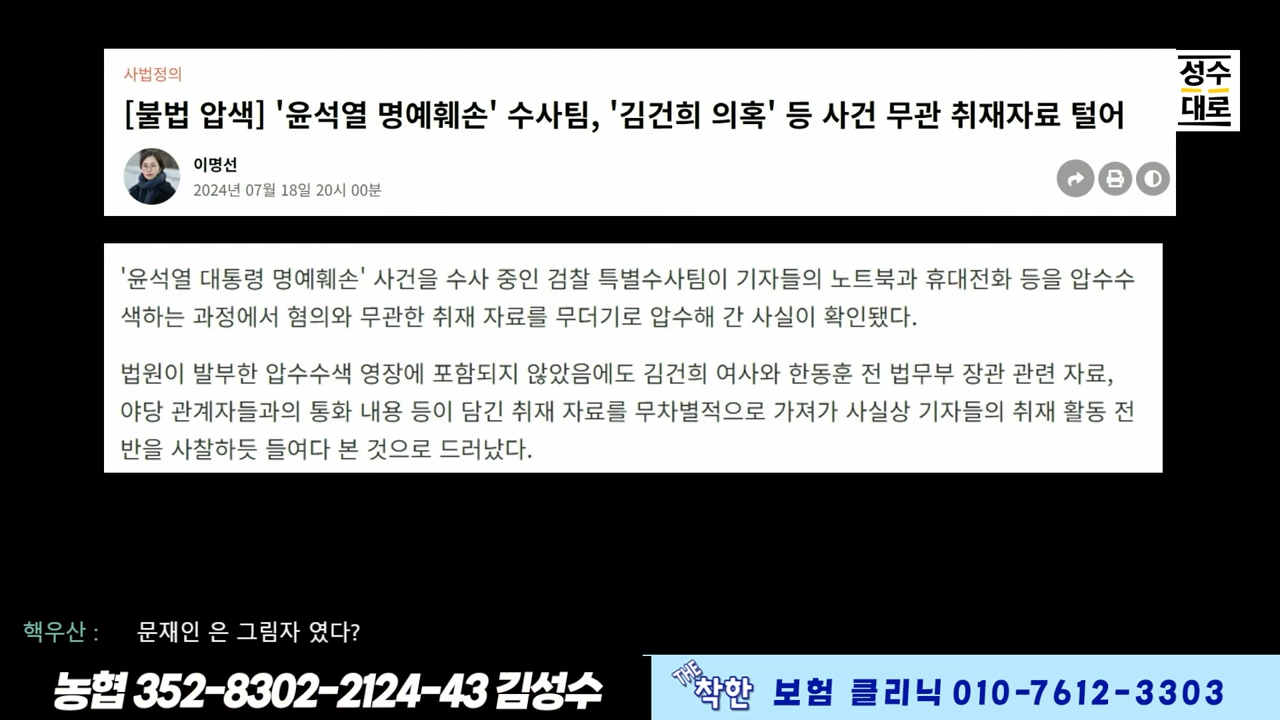 사법정의
[불법 압색] '윤석열 명예훼손' 수사팀, '김건희 의혹' 등 사건 무관 취재자료 털어
이명선
2024년 07월 18일 20시 00분
성수
대로
'윤석열 대통령 명예훼손' 사건을 수사 중인 검찰 특별수사팀이 기자들의 노트북과 휴대전화 등을 압수수
색하는 과정에서 혐의와 무관한 취재 자료를 무더기로 압수해 간 사실이 확인됐다.
법원이 발부한 압수수색 영장에 포함되지 않았음에도 김건희 여사와 한동훈 전 법무부 장관 관련 자료,
야당 관계자들과의 통화 내용 등이 담긴 취재 자료를 무차별적으로 가져가 사실상 기자들의 취재 활동 전
반을 사찰하듯 들여다 본 것으로 드러났다.
핵우산 : 문재인 은 그림자 였다?
농협 352-8302-2124-43 김성수
THE 착한 보험 클리닉 010-7612-3303